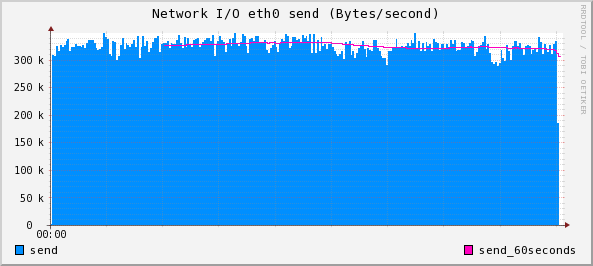 Network I/O eth0 send (Bytes/second)
RRDTOOL / TOBI OETIKER
300 k
250 k
200 k
150 k
100 k
50 k
0
00:00
send
send_60seconds